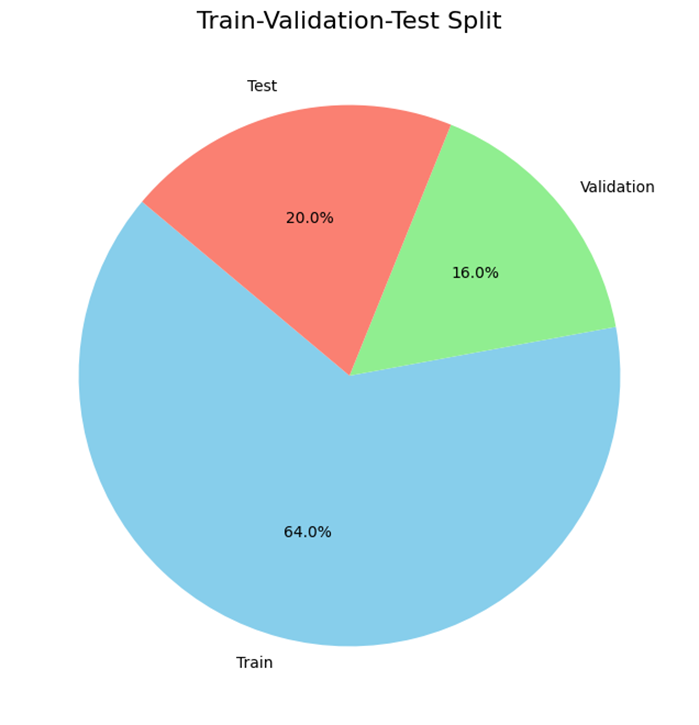 Train-Validation-Test Split
Test
Validation
20.0%
16.0%
64.0%
Train